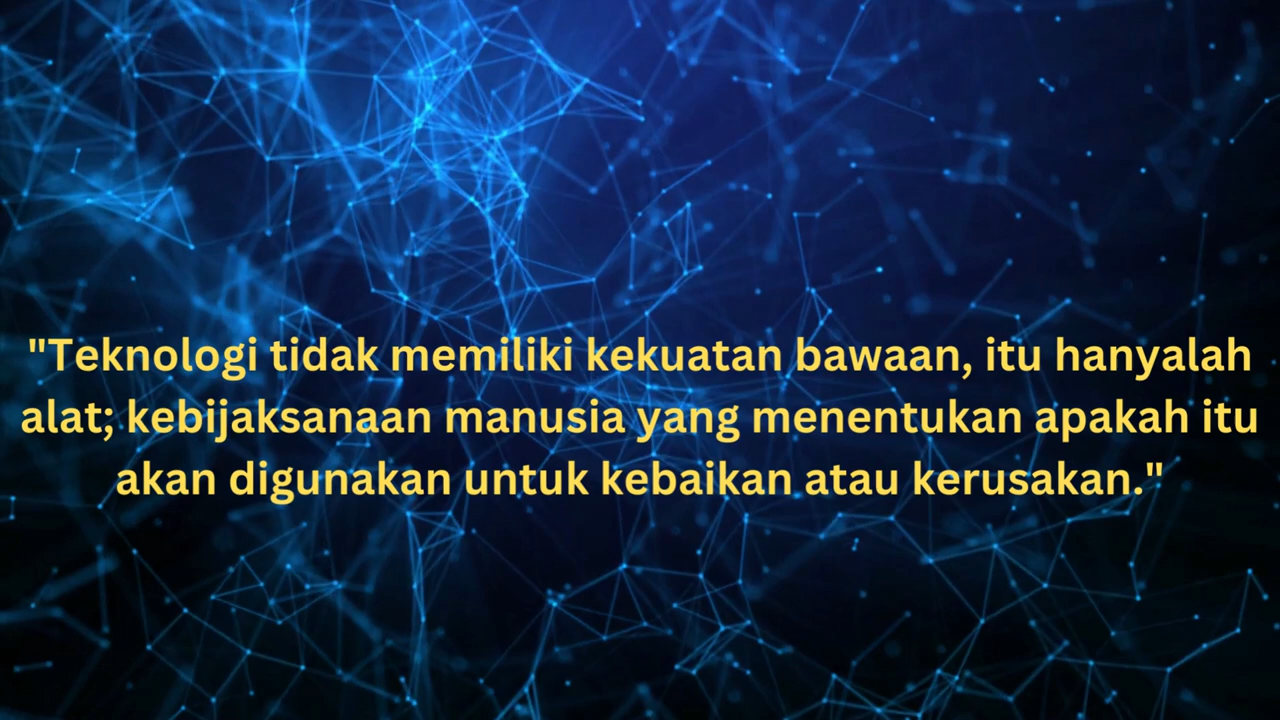 "Teknologi tidak memiliki kekuatan bawaan, itu hanyalah
alat; kebijaksanaan manusia yang menentukan apakah itu
akan digunakan untuk kebaikan atau kerusakan."